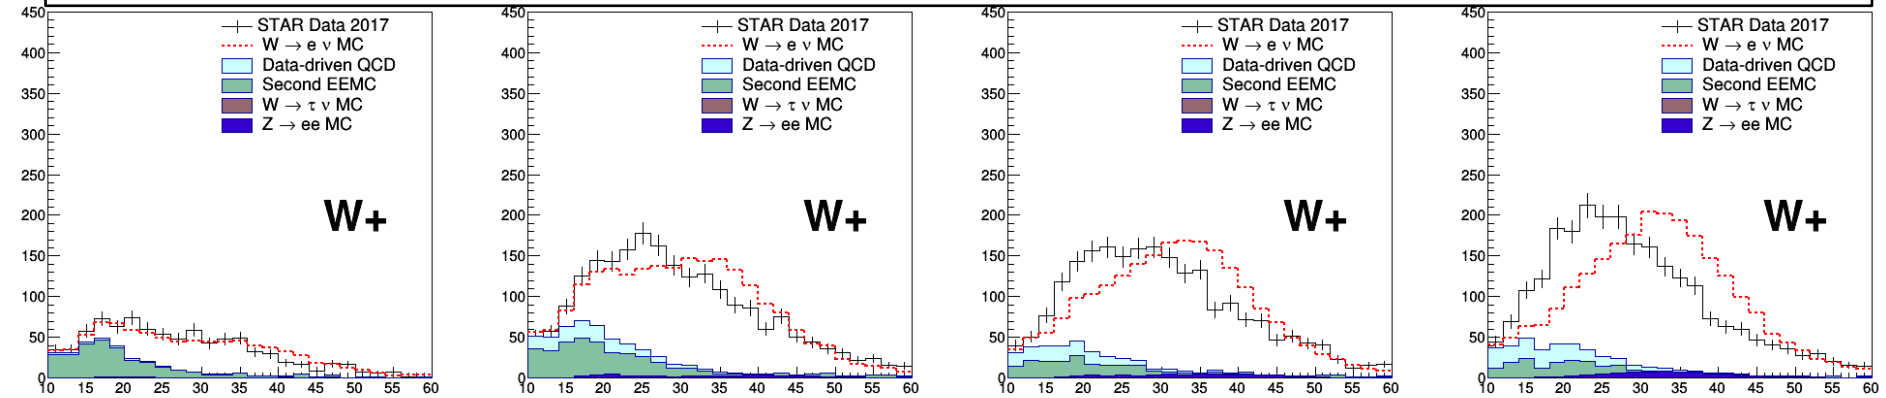 450
400
350
300
250
200
150
100
50
0
STAR Data 2017
W → e ν MC
Data-driven QCD
Second EEMC
W → τ ν MC
Z → ee MC
W+
10 15 20 25 30 35 40 45 50 55 60
450
400
350
300
250
200
150
100
50
0
STAR Data 2017
W → e ν MC
Data-driven QCD
Second EEMC
W → τ ν MC
Z → ee MC
W+
10 15 20 25 30 35 40 45 50 55 60
450
400
350
300
250
200
150
100
50
0
STAR Data 2017
W → e ν MC
Data-driven QCD
Second EEMC
W → τ ν MC
Z → ee MC
W+
10 15 20 25 30 35 40 45 50 55 60
450
400
350
300
250
200
150
100
50
0
STAR Data 2017
W → e ν MC
Data-driven QCD
Second EEMC
W → τ ν MC
Z → ee MC
W+
10 15 20 25 30 35 40 45 50 55 60